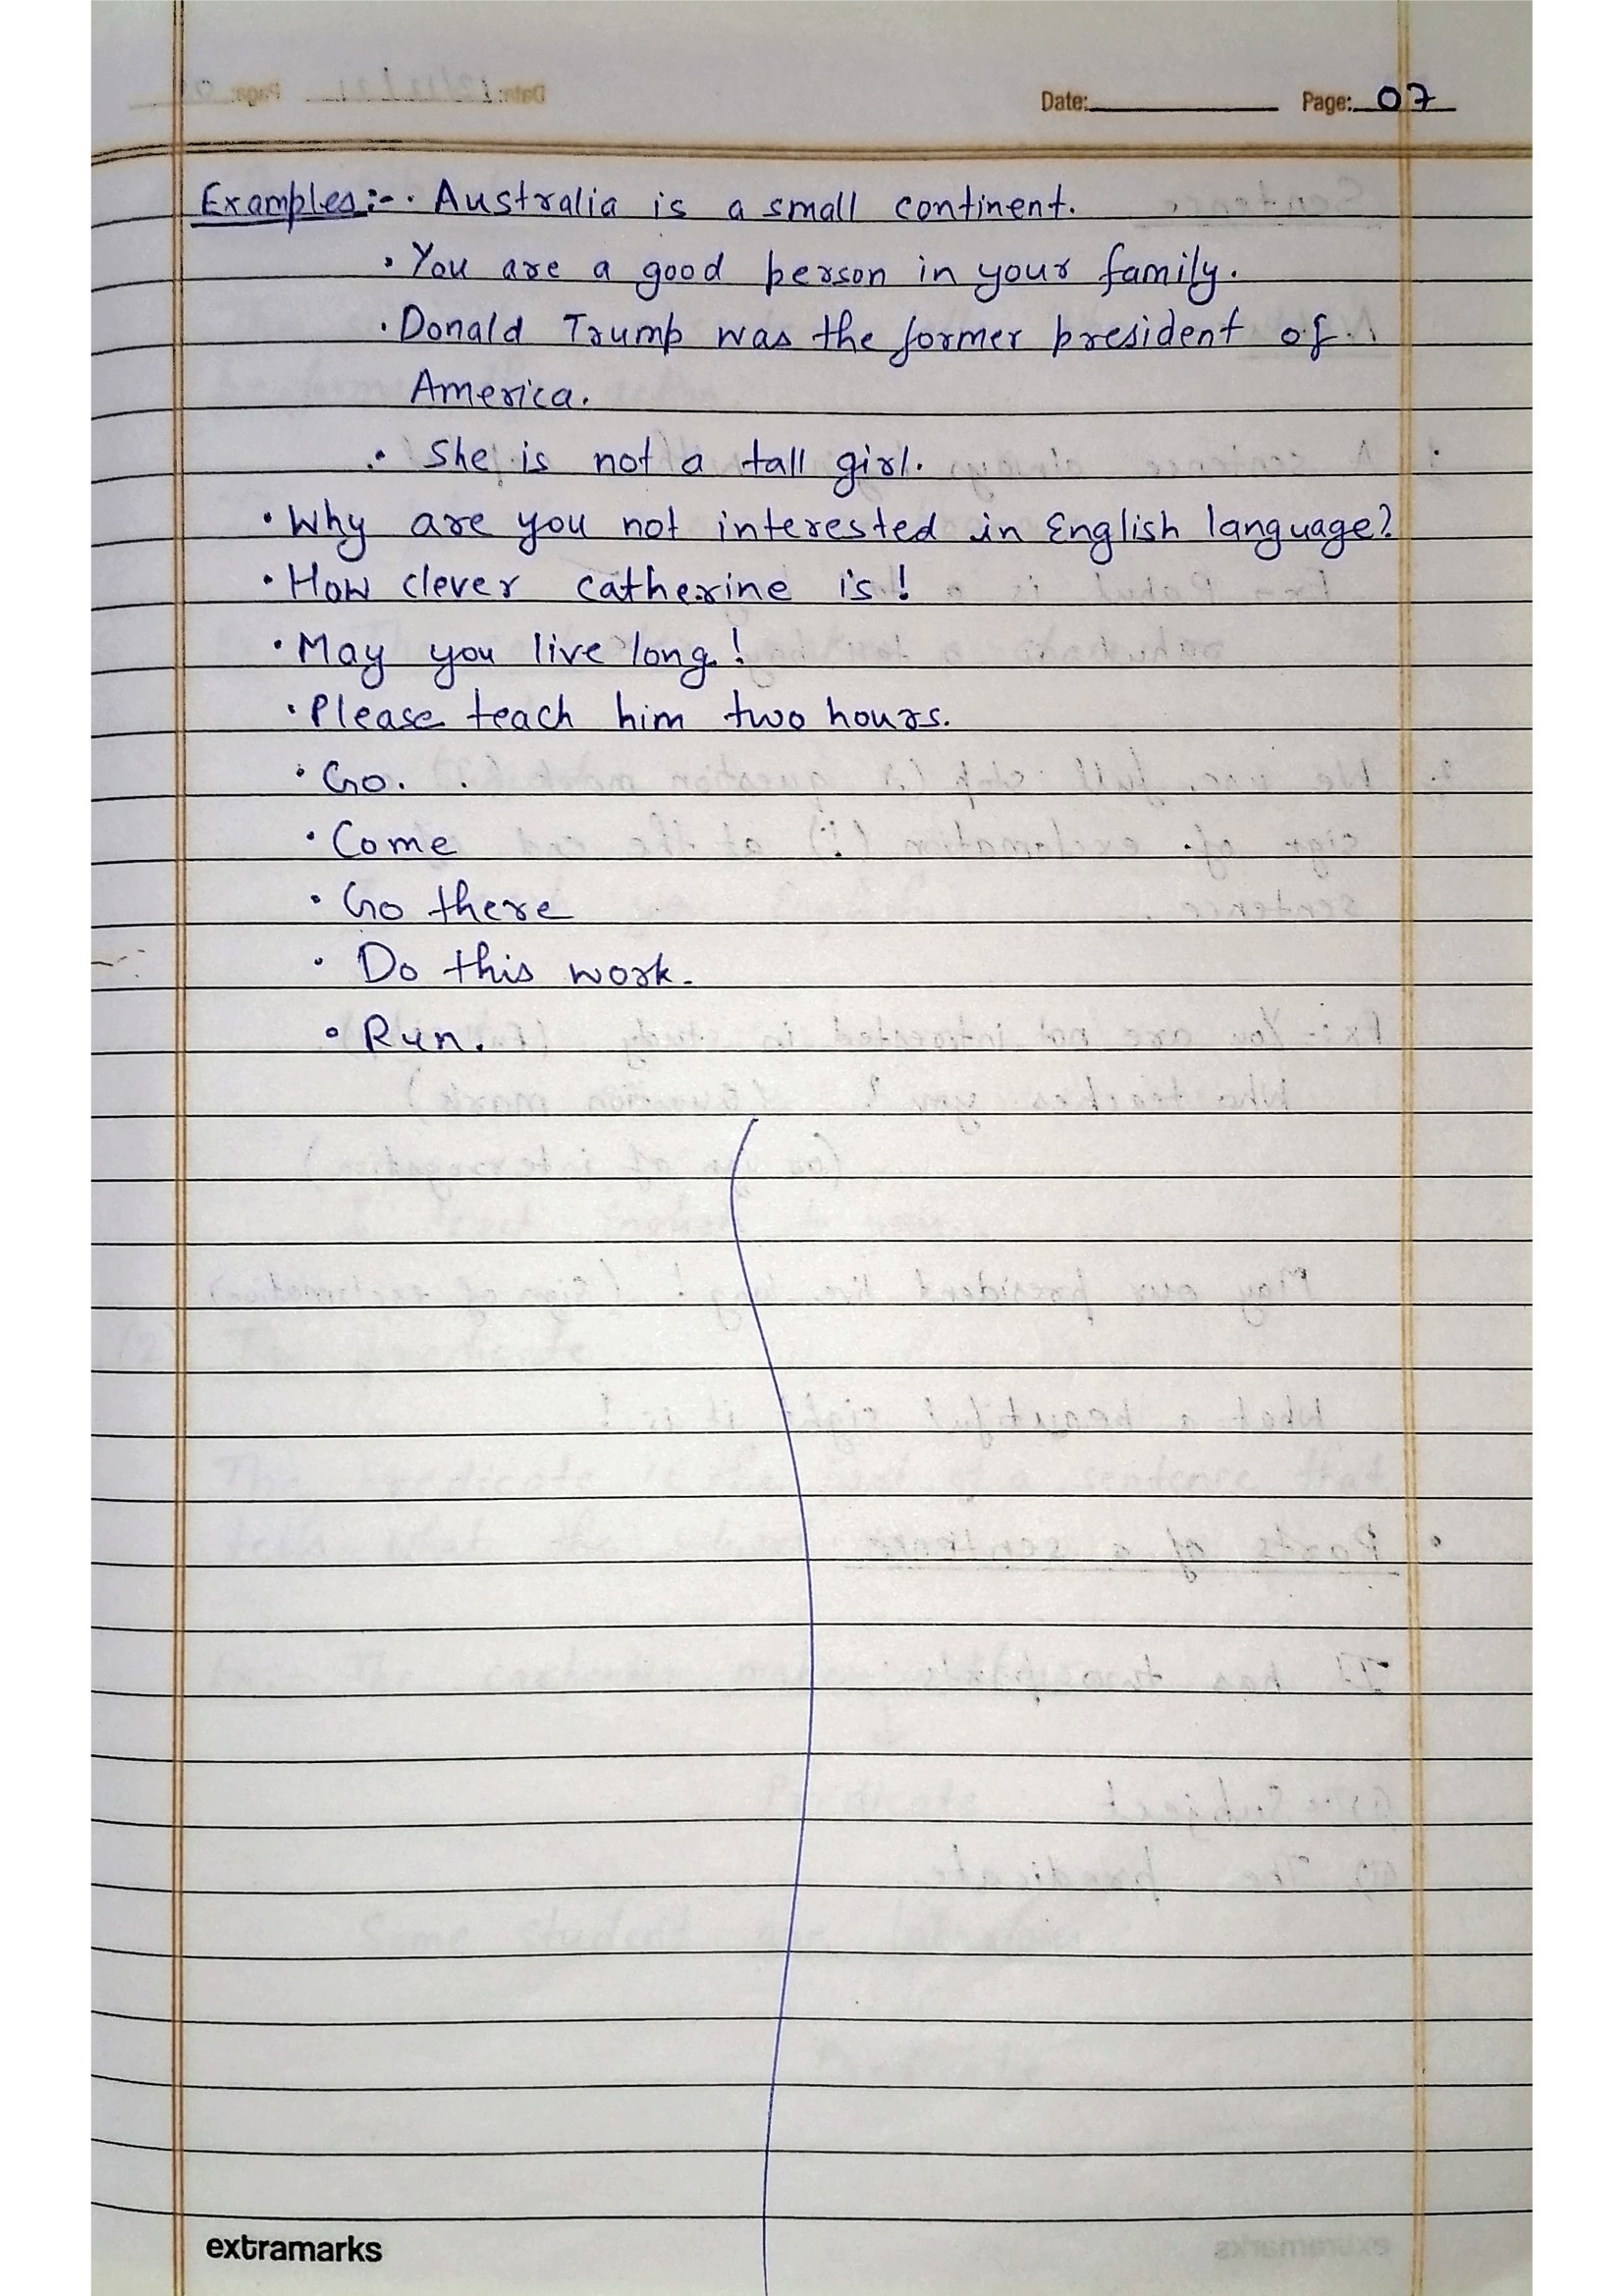 Date: Page: 07
Examples:- • Australia is a small continent.
• You are a good person in your family.
• Donald Trump was the former president of
America.
• She is not a tall girl.
• Why are you not interested in English language?
• How clever catherine is!
• May you live long!
• Please teach him two hours.
• Go.
• Come
• Go there
• Do this work.
• Run.
extramarks